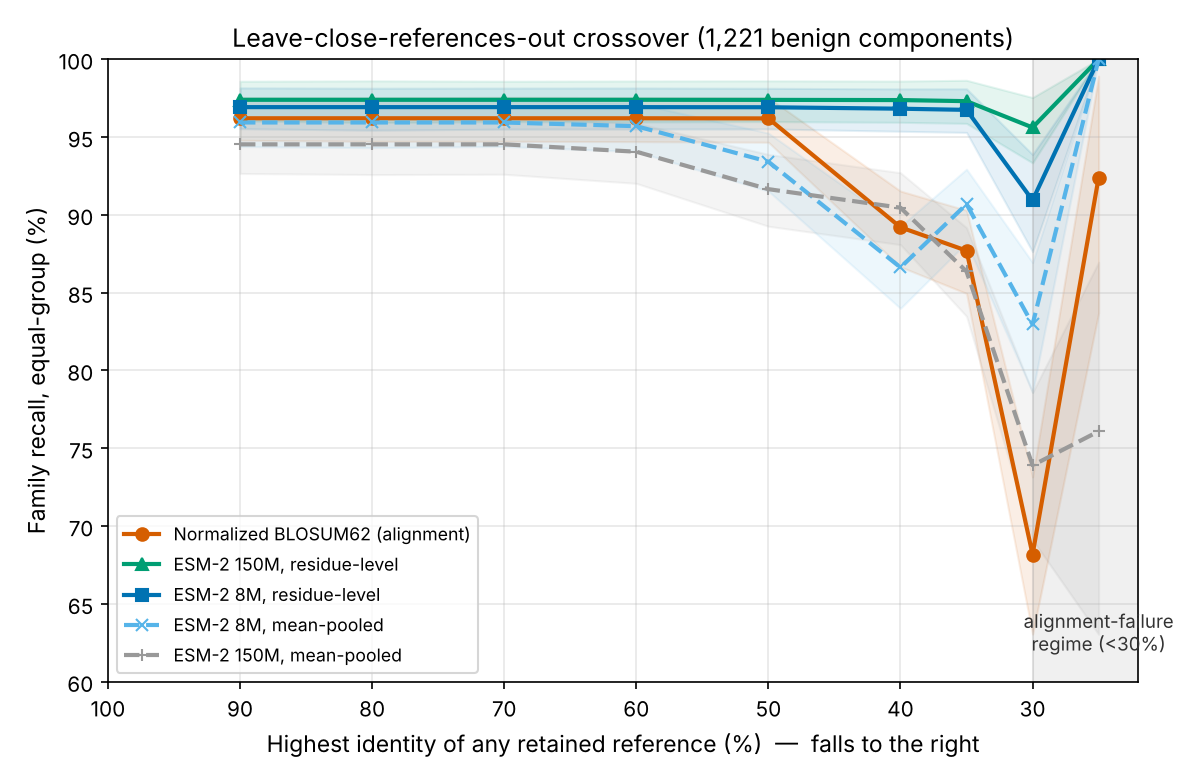 Leave-close-references-out crossover (1,221 benign components)
Family recall, equal-group (%)
100
95
90
85
80
75
70
65
60
Normalized BLOSUM62 (alignment)
ESM-2 150M, residue-level
ESM-2 8M, residue-level
ESM-2 8M, mean-pooled
ESM-2 150M, mean-pooled
alignment-failure
regime (<30%)
100 90 80 70 60 50 40 30
Highest identity of any retained reference (%) — falls to the right